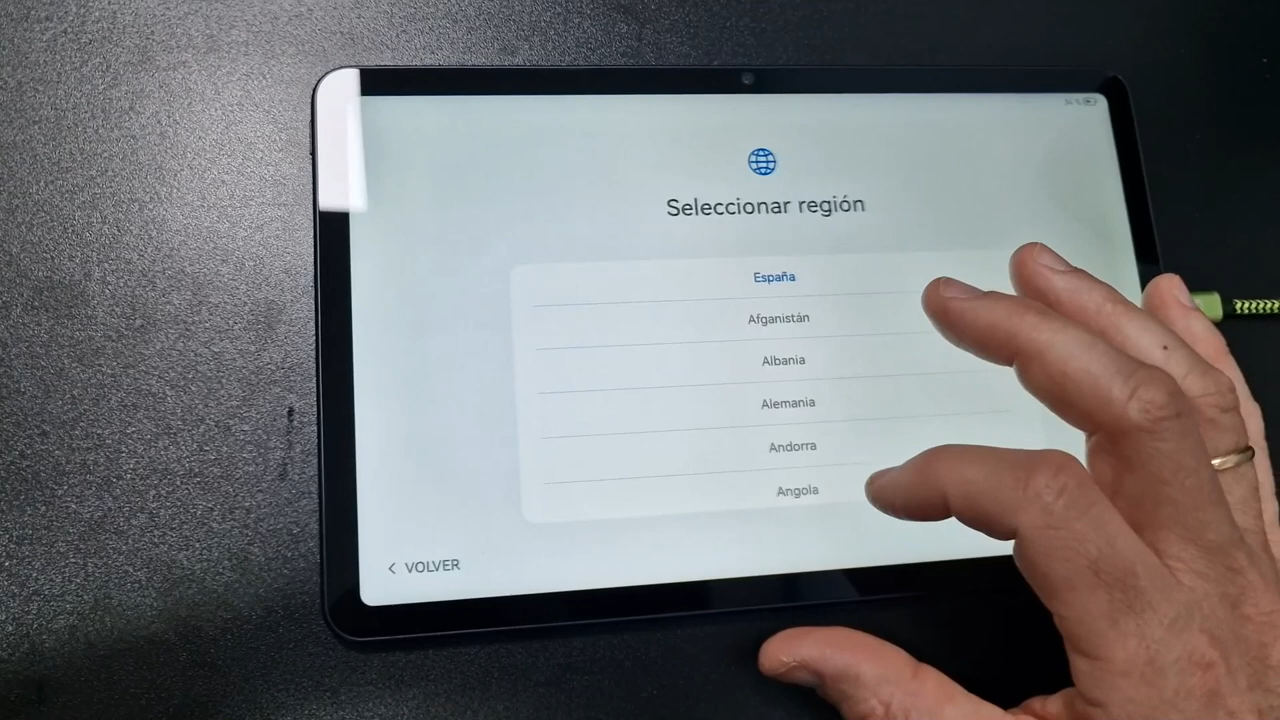 Seleccionar región
España
Afganistán
Albania
Alemania
Andorra
Angola
VOLVER